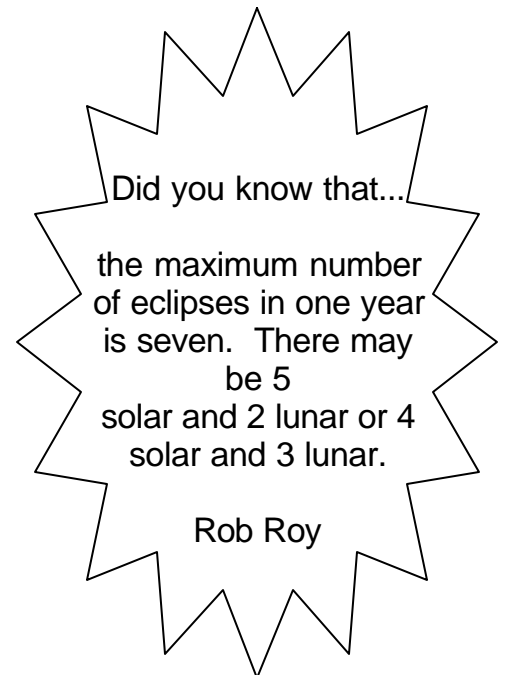 Did you know that...
the maximum number
of eclipses in one year
is seven.  There may
be 5
solar and 2 lunar or 4
solar and 3 lunar.
Rob Roy